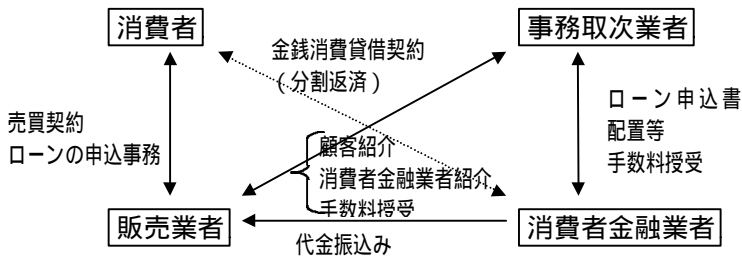 消費者
事務取次業者
金銭消費貸借契約
（分割返済）
売買契約
ローンの申込事務
ローン申込書
配置等
手数料授受
顧客紹介
消費者金融業者紹介
手数料授受
販売業者
消費者金融業者
代金振込み